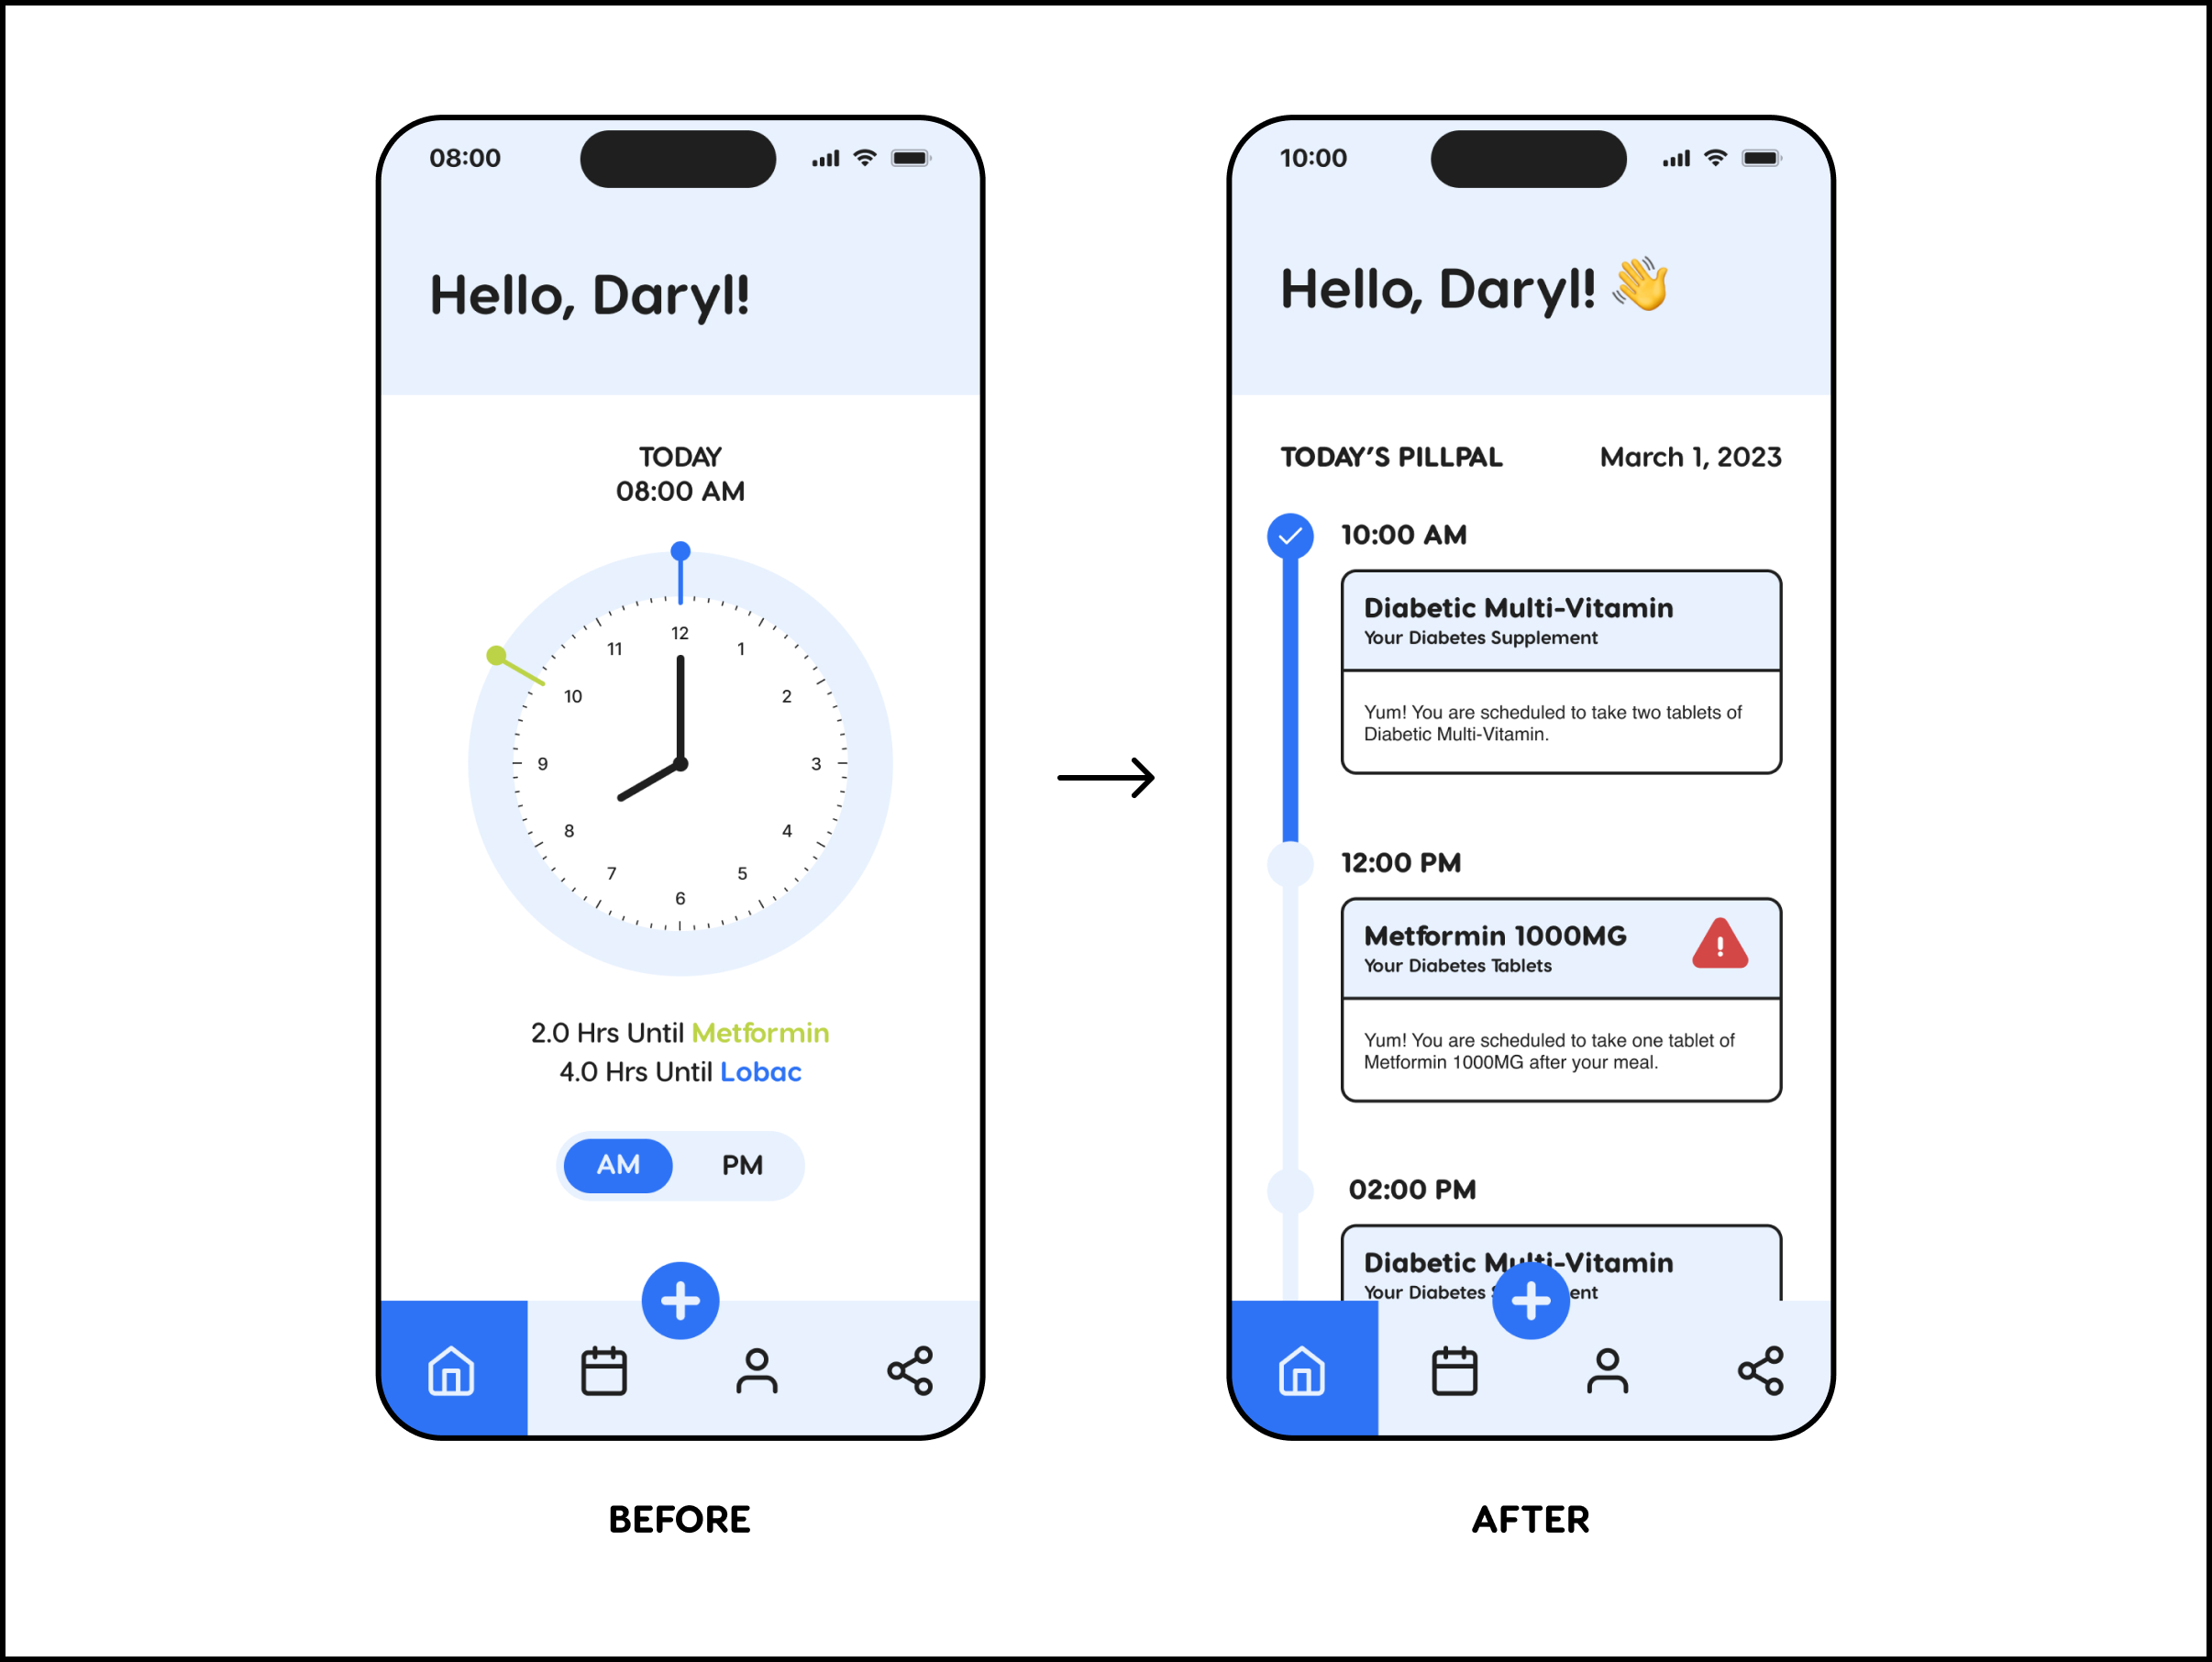 08:00
Hello, Daryl!
TODAY
08:00 AM
12
11
1
10
2
9
3
8
4
7
5
6
2.0 Hrs Until Metformin
4.0 Hrs Until Lobac
AM PM
BEFORE
10:00
Hello, Daryl! 👋
TODAY'S PILLPAL March 1, 2023
10:00 AM
Diabetic Multi-Vitamin
Your Diabetes Supplement
Yum! You are scheduled to take two tablets of
Diabetic Multi-Vitamin.
12:00 PM
Metformin 1000MG
Your Diabetes Tablets
Yum! You are scheduled to take one tablet of
Metformin 1000MG after your meal.
02:00 PM
Diabetic Multi-Vitamin
Your Diabetes
AFTER